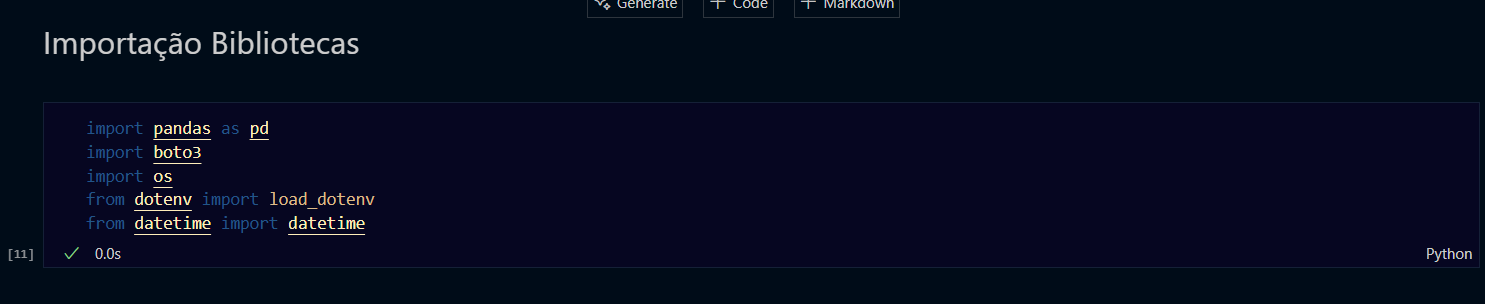 Generate Code Markdown
Importação Bibliotecas
import pandas as pd
import boto3
import os
from dotenv import load_dotenv
from datetime import datetime
[11] 0.0s Python